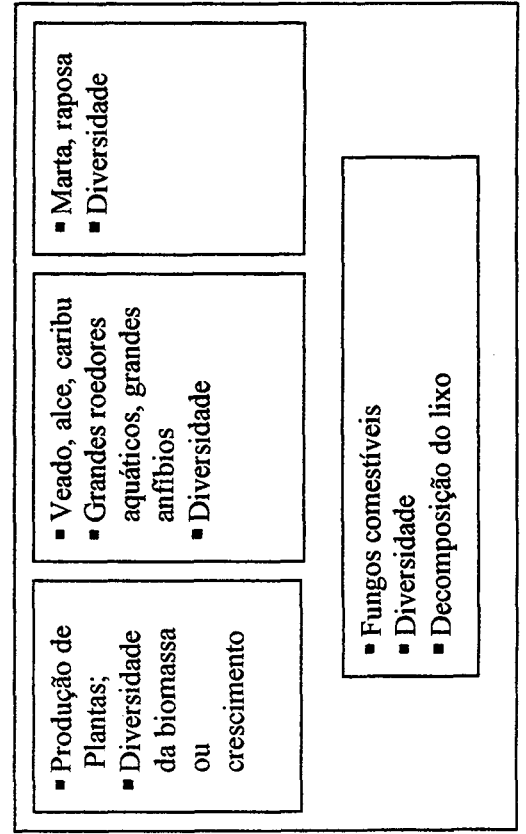 ▪ Produção de
Plantas;
▪ Diversidade
da biomassa
ou
crescimento
▪ Veado, alce, caribu
▪ Grandes roedores
aquáticos, grandes
anfíbios
▪ Diversidade
▪ Marta, raposa
▪ Diversidade
▪ Fungos comestíveis
▪ Diversidade
▪ Decomposição do lixo